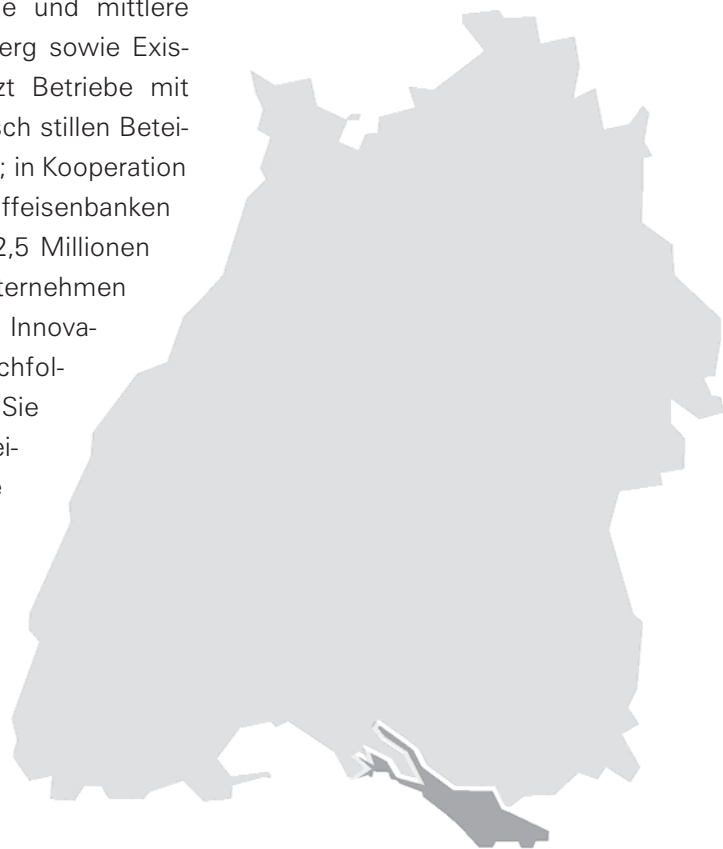 e und mittlere
erg sowie Exis-
zt Betriebe mit
sch stillen Betei-
; in Kooperation
ffeisenbanken
2,5 Millionen
ternehmen
Innova-
chfol-
Sie
ei-
e